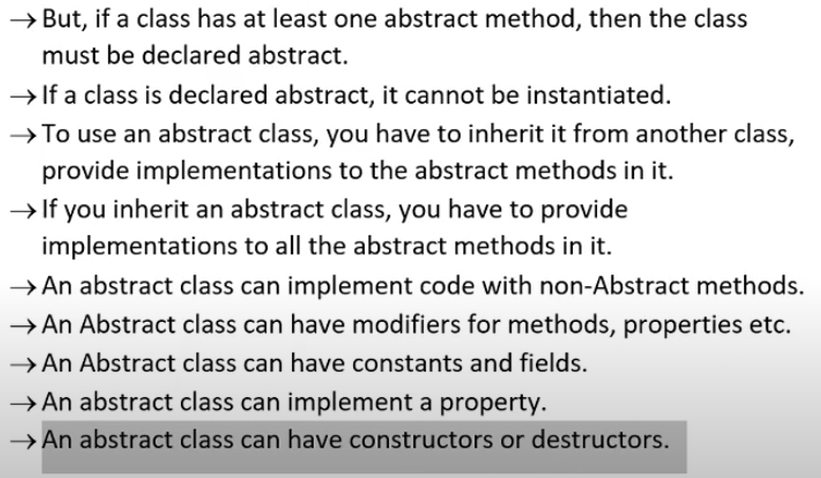 → But, if a class has at least one abstract method, then the class
must be declared abstract.
→ If a class is declared abstract, it cannot be instantiated.
→ To use an abstract class, you have to inherit it from another class,
provide implementations to the abstract methods in it.
→ If you inherit an abstract class, you have to provide
implementations to all the abstract methods in it.
→ An abstract class can implement code with non-Abstract methods.
→ An Abstract class can have modifiers for methods, properties etc.
→ An Abstract class can have constants and fields.
→ An abstract class can implement a property.
→ An abstract class can have constructors or destructors.